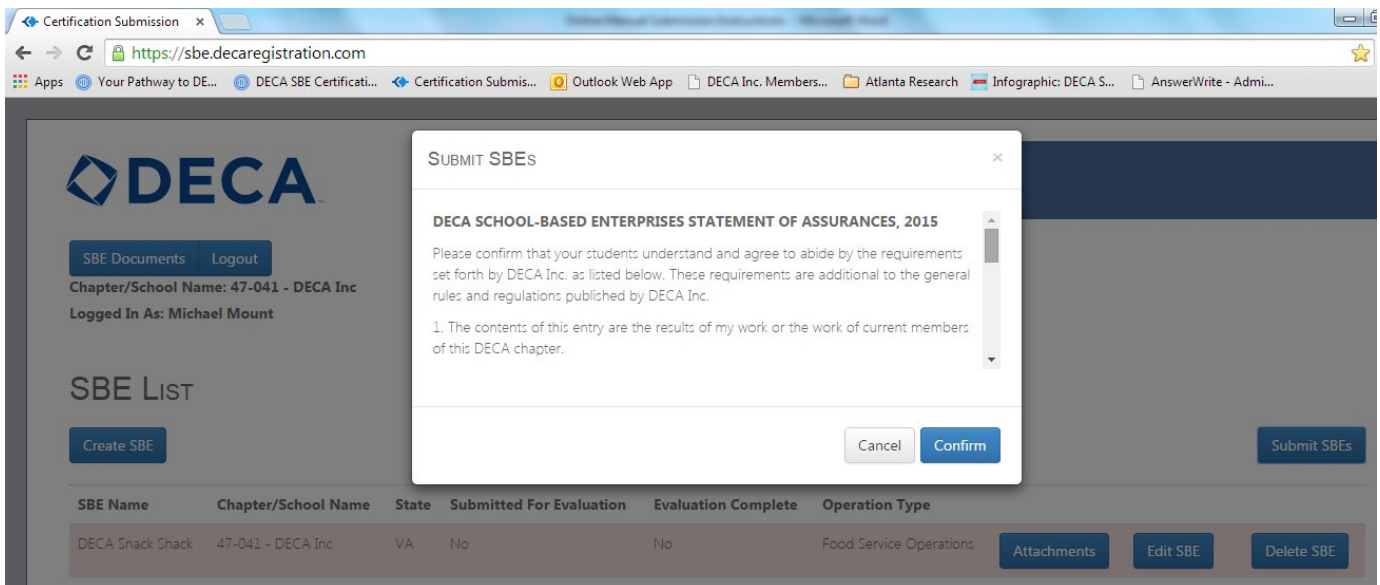 Certification Submission ×
https://sbe.decaregistration.com
Apps Your Pathway to DE... DECA SBE Certificati... Certification Submis... Outlook Web App DECA Inc. Members... Atlanta Research Infographic: DECA S... AnswerWrite - Admi...
DECA
SBE Documents Logout
Chapter/School Name: 47-041 - DECA Inc
Logged In As: Michael Mount
SUBMIT SBES ×
DECA SCHOOL-BASED ENTERPRISES STATEMENT OF ASSURANCES, 2015
Please confirm that your students understand and agree to abide by the requirements
set forth by DECA Inc. as listed below. These requirements are additional to the general
rules and regulations published by DECA Inc.
1. The contents of this entry are the results of my work or the work of current members
of this DECA chapter.
Cancel Confirm
SBE LIST
Create SBE Submit SBEs
SBE Name Chapter/School Name State Submitted For Evaluation Evaluation Complete Operation Type
DECA Snack Shack 47-041 - DECA Inc VA No No Food Service Operations Attachments Edit SBE Delete SBE